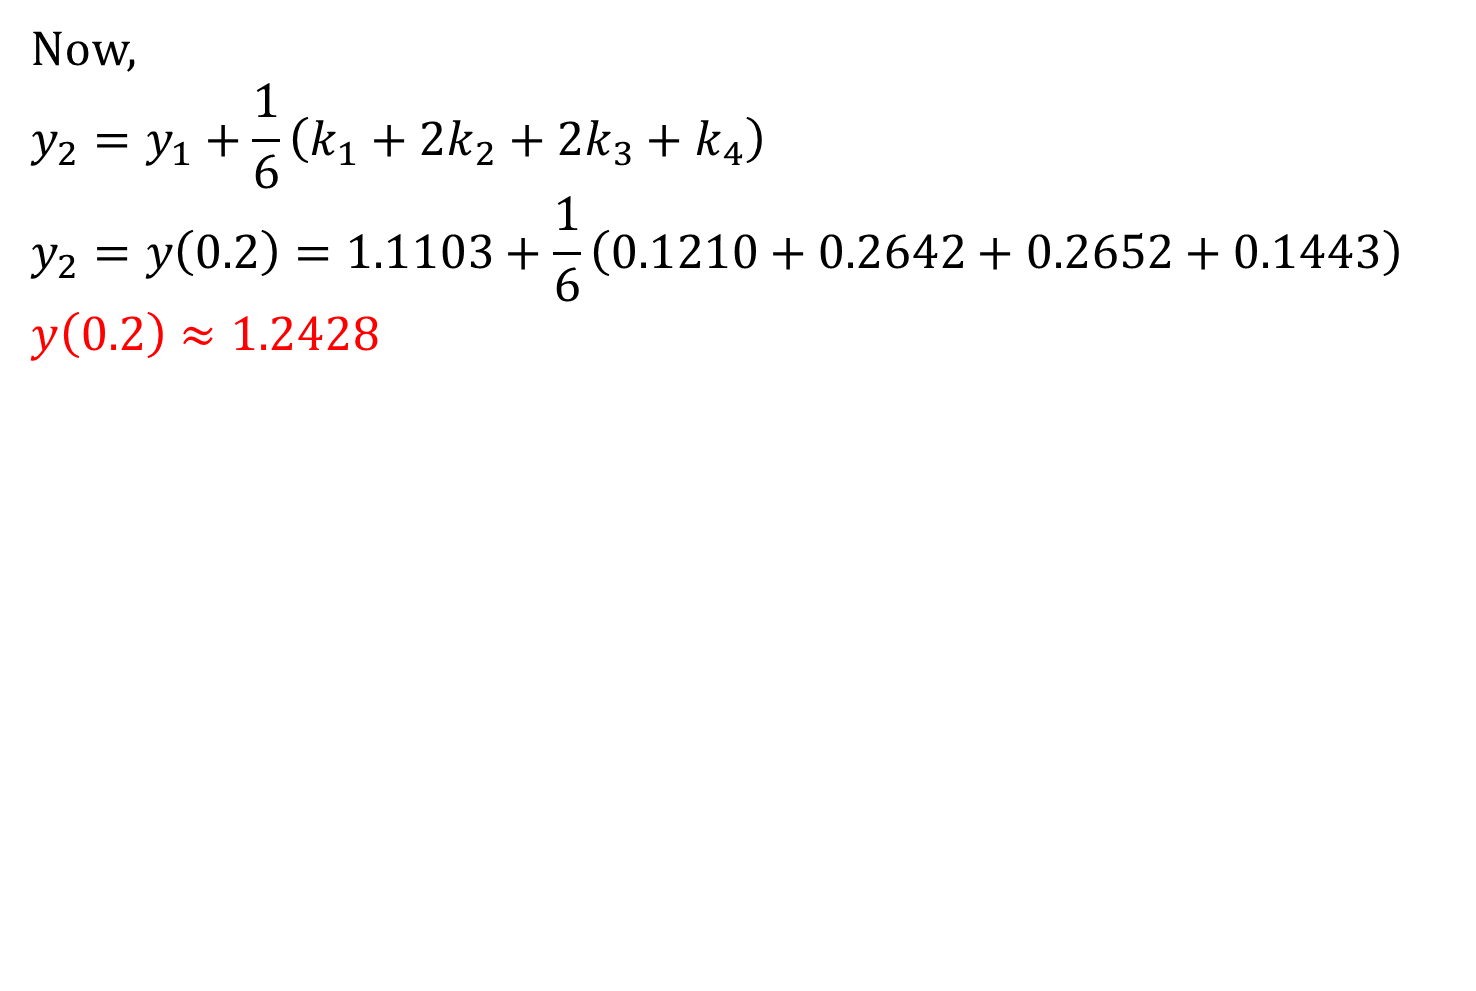 Now,
y₂ = y₁ + 1/6 (k₁ + 2k₂ + 2k₃ + k₄)
y₂ = y(0.2) = 1.1103 + 1/6 (0.1210 + 0.2642 + 0.2652 + 0.1443)
y(0.2) ≈ 1.2428